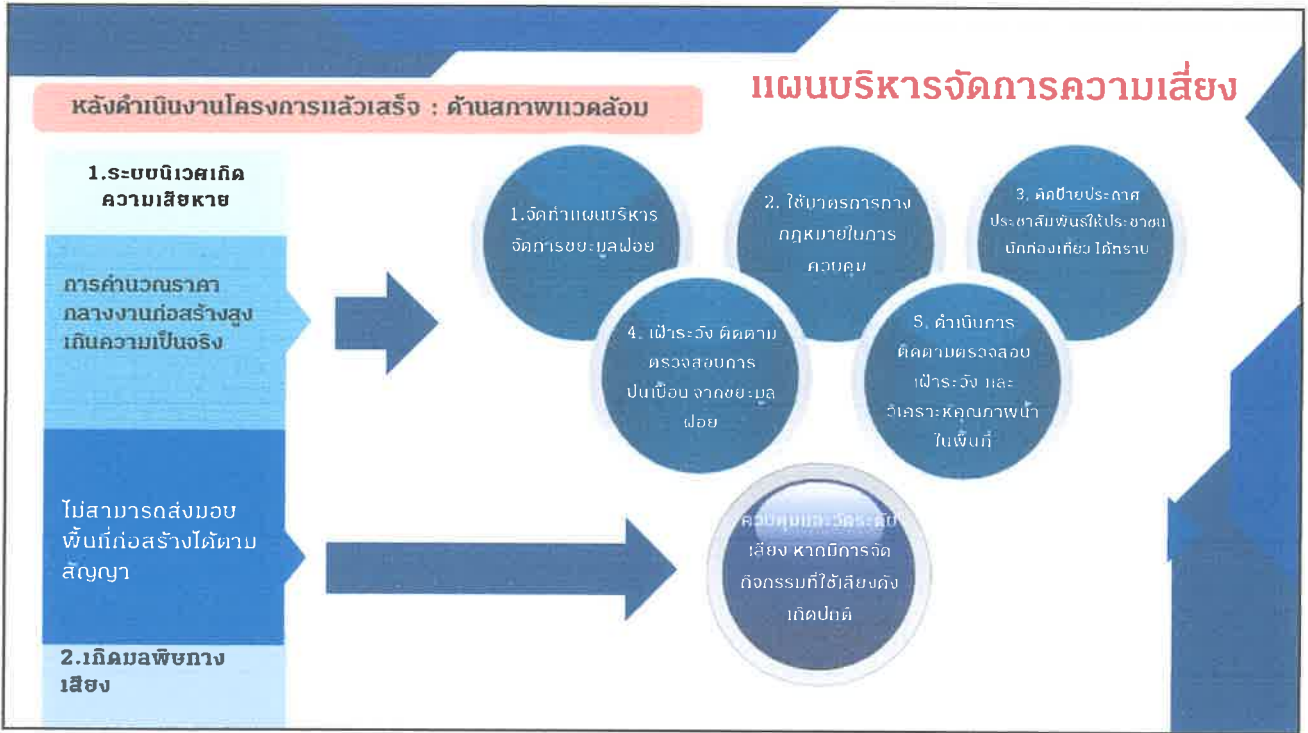 แผนบริหารจัดการความเสี่ยง
หลังดำเนินงานโครงการแล้วเสร็จ : ด้านสภาพแวดล้อม
1.ระบบนิเวศเกิด
ความเสียหาย
การคำนวณราคา
กลางงานก่อสร้างสูง
เกินความเป็นจริง
ไม่สามารถส่งมอบ
พื้นที่ก่อสร้างได้ตาม
สัญญา
2.เกิดมลพิษทาง
เสียง
1.จัดทำแผนบริหาร
จัดการขยะมูลฝอย
2. ใช้มาตรการทาง
กฎหมายในการ
ควบคุม
3. ติดป้ายประกาศ
ประชาสัมพันธ์ให้ประชาชน
นักท่องเที่ยว ได้ทราบ
4. เฝ้าระวัง ติดตาม
ตรวจสอบการ
ปนเปื้อน จากขยะมูล
ฝอย
5. ดำเนินการ
ติดตามตรวจสอบ
เฝ้าระวัง และ
วิเคราะห์คุณภาพน้ำ
ในพื้นที่
ควบคุมและวัดระดับ
เสียง หากมีการจัด
กิจกรรมที่ใช้เสียงดัง
เกิดปกติ